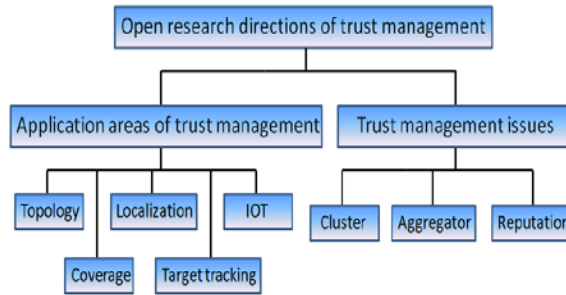 Open research directions of trust management
Application areas of trust management
Trust management issues
Topology
Localization
IOT
Cluster
Aggregator
Reputation
Coverage
Target tracking